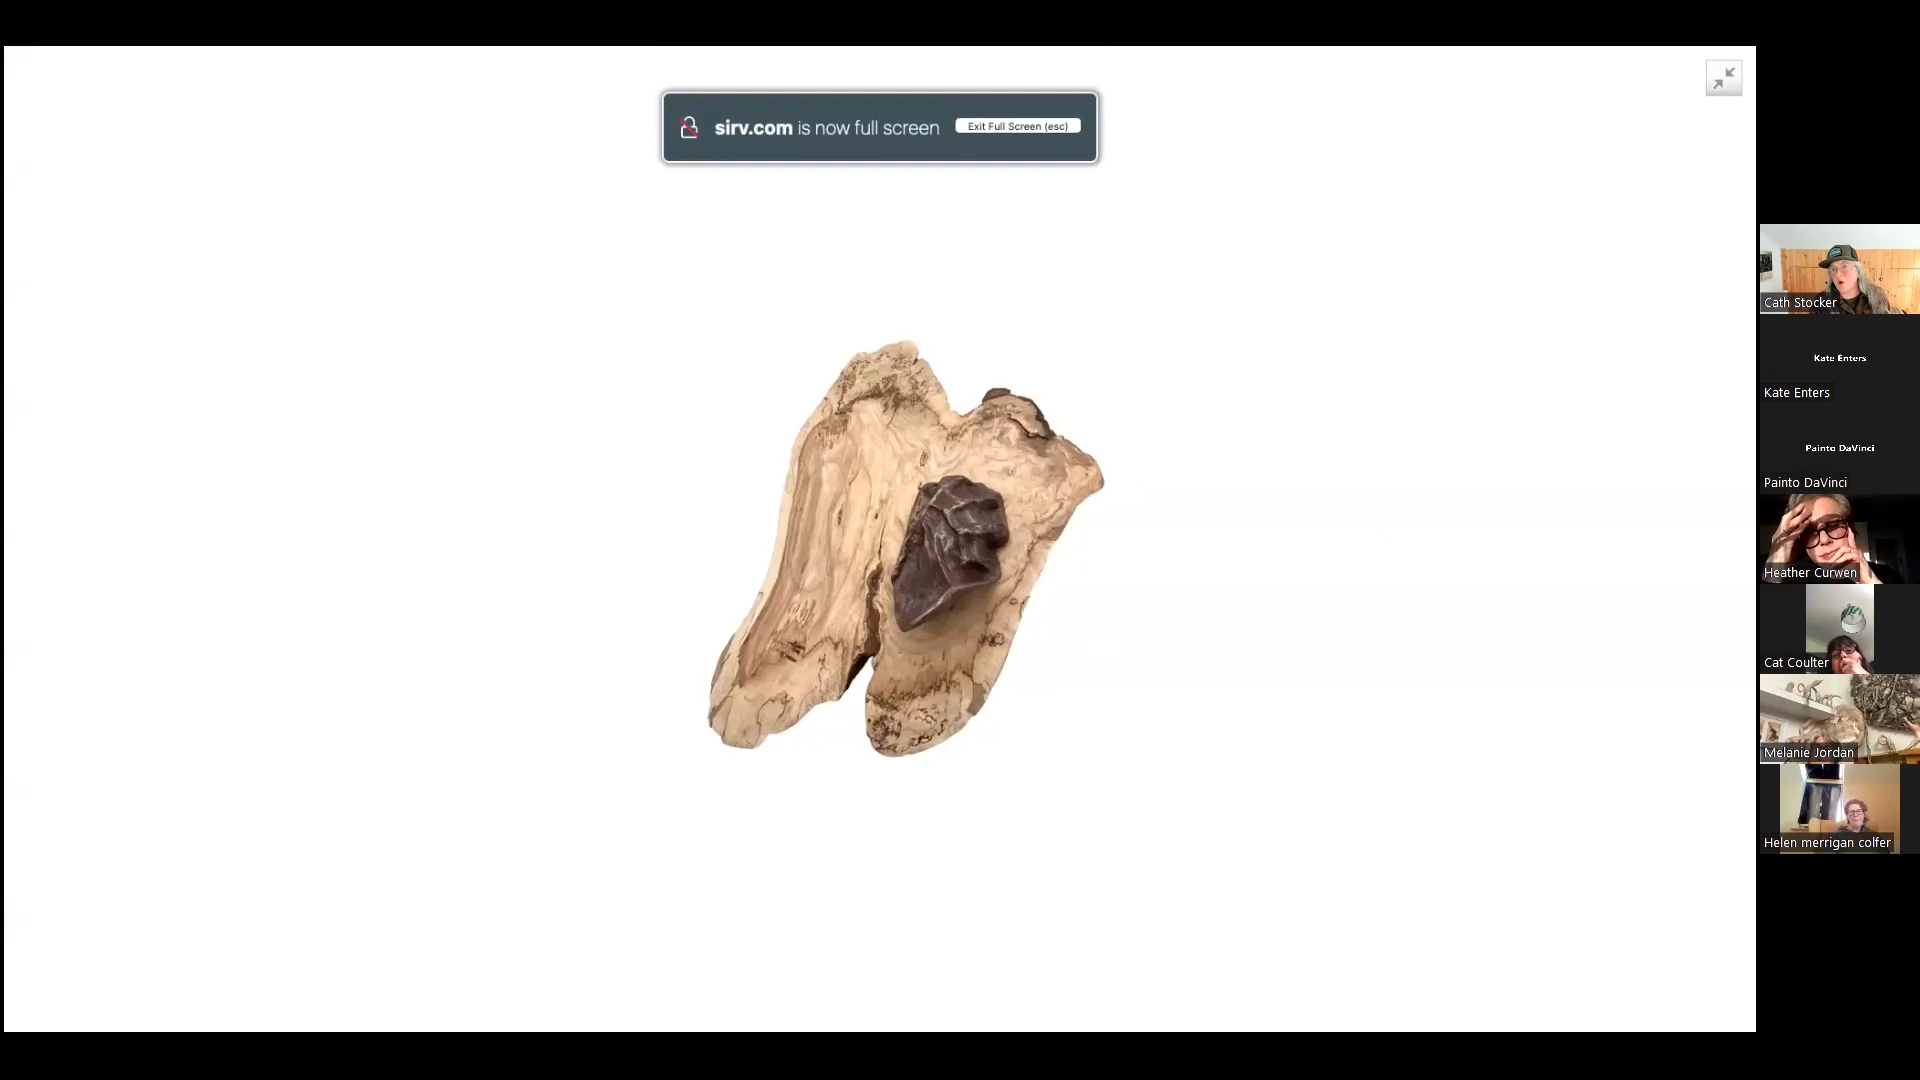 sirv.com is now full screen
Exit Full Screen (esc)
Cath Stocker
Kate Enters
Kate Enters
Painto DaVinci
Painto DaVinci
Heather Curwen
Cat Coulter
Melanie Jordan
Helen merrigan colfer